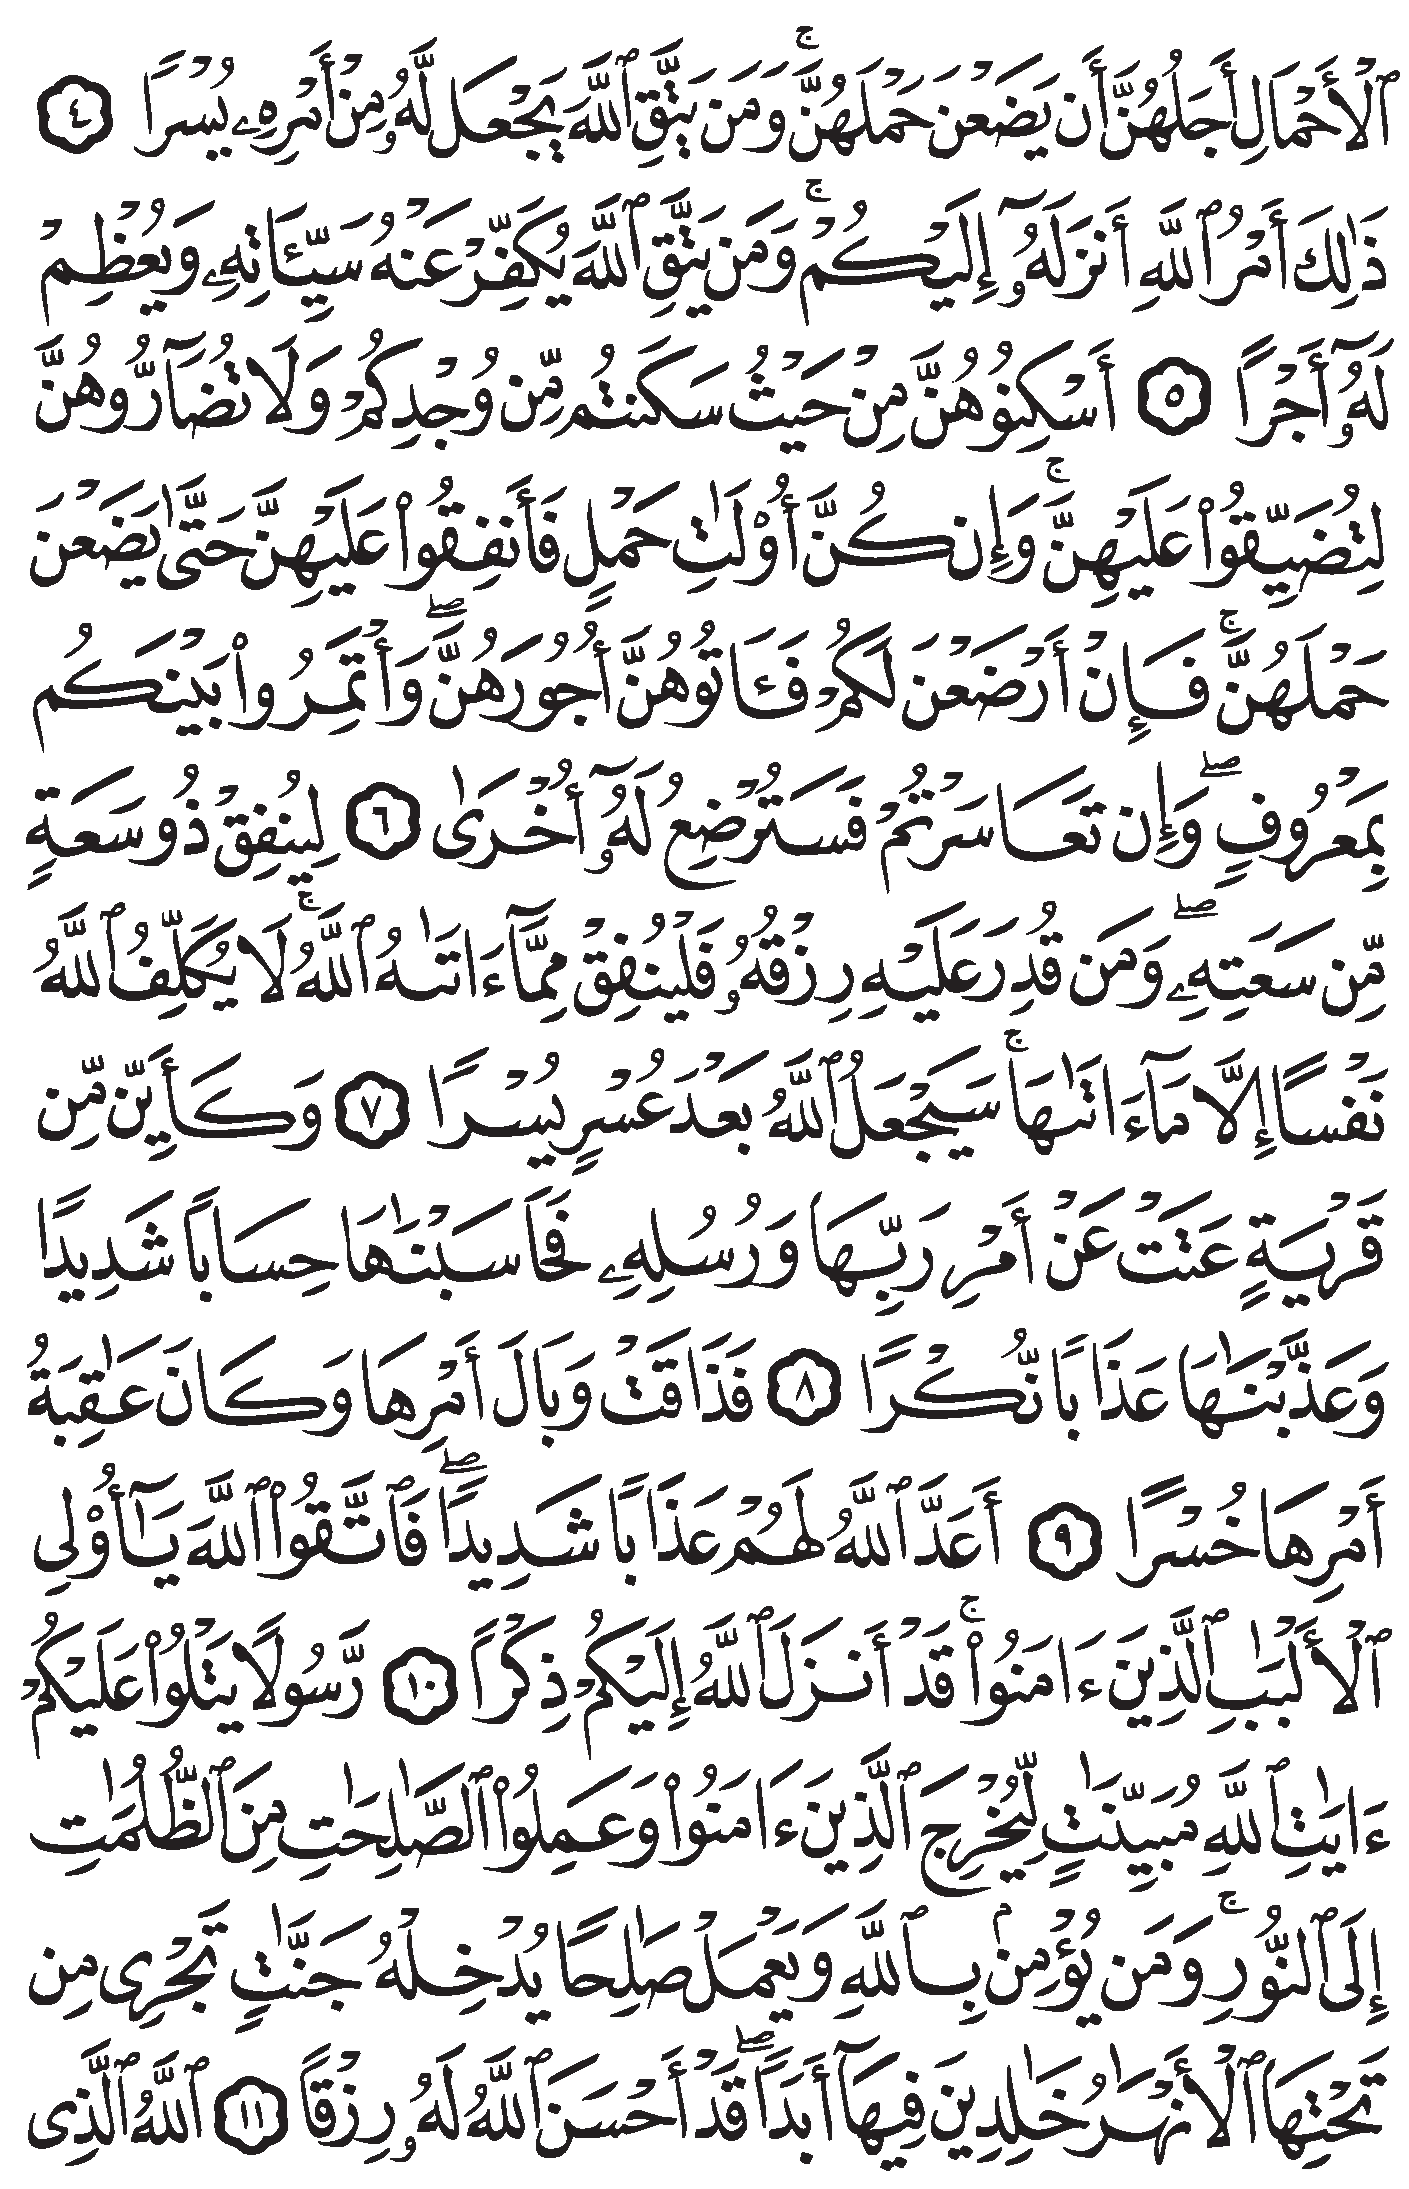 ٱلْأَحْمَالِ أَجَلُهُنَّ أَن يَضَعْنَ حَمْلَهُنَّ ۚ وَمَن يَتَّقِ ٱللَّهَ يَجْعَل لَّهُۥ مِنْ أَمْرِهِۦ يُسْرًا ٤
ذَٰلِكَ أَمْرُ ٱللَّهِ أَنزَلَهُۥٓ إِلَيْكُمْ ۚ وَمَن يَتَّقِ ٱللَّهَ يُكَفِّرْ عَنْهُ سَيِّـَٔاتِهِۦ وَيُعْظِمْ
لَهُۥٓ أَجْرًا ٥ أَسْكِنُوهُنَّ مِنْ حَيْثُ سَكَنتُم مِّن وُجْدِكُمْ وَلَا تُضَآرُّوهُنَّ
لِتُضَيِّقُوا۟ عَلَيْهِنَّ ۚ وَإِن كُنَّ أُو۟لَٰتِ حَمْلٍ فَأَنفِقُوا۟ عَلَيْهِنَّ حَتَّىٰ يَضَعْنَ
حَمْلَهُنَّ ۚ فَإِنْ أَرْضَعْنَ لَكُمْ فَـَٔاتُوهُنَّ أُجُورَهُنَّ ۖ وَأْتَمِرُوا۟ بَيْنَكُم
بِمَعْرُوفٍ ۖ وَإِن تَعَاسَرْتُمْ فَسَتُرْضِعُ لَهُۥٓ أُخْرَىٰ ٦ لِيُنفِقْ ذُو سَعَةٍ
مِّن سَعَتِهِۦ ۖ وَمَن قُدِرَ عَلَيْهِ رِزْقُهُۥ فَلْيُنفِقْ مِمَّآ ءَاتَىٰهُ ٱللَّهُ ۚ لَا يُكَلِّفُ ٱللَّهُ
نَفْسًا إِلَّا مَآ ءَاتَىٰهَا ۚ سَيَجْعَلُ ٱللَّهُ بَعْدَ عُسْرٍ يُسْرًا ٧ وَكَأَيِّن مِّن
قَرْيَةٍ عَتَتْ عَنْ أَمْرِ رَبِّهَا وَرُسُلِهِۦ فَحَاسَبْنَٰهَا حِسَابًا شَدِيدًا
وَعَذَّبْنَٰهَا عَذَابًا نُّكْرًا ٨ فَذَاقَتْ وَبَالَ أَمْرِهَا وَكَانَ عَٰقِبَةُ
أَمْرِهَا خُسْرًا ٩ أَعَدَّ ٱللَّهُ لَهُمْ عَذَابًا شَدِيدًا ۖ فَٱتَّقُوا۟ ٱللَّهَ يَٰٓأُو۟لِى
ٱلْأَلْبَٰبِ ٱلَّذِينَ ءَامَنُوا۟ ۚ قَدْ أَنزَلَ ٱللَّهُ إِلَيْكُمْ ذِكْرًا ١٠ رَّسُولًا يَتْلُوا۟ عَلَيْكُمْ
ءَايَٰتِ ٱللَّهِ مُبَيِّنَٰتٍ لِّيُخْرِجَ ٱلَّذِينَ ءَامَنُوا۟ وَعَمِلُوا۟ ٱلصَّٰلِحَٰتِ مِنَ ٱلظُّلُمَٰتِ
إِلَى ٱلنُّورِ ۚ وَمَن يُؤْمِنۢ بِٱللَّهِ وَيَعْمَلْ صَٰلِحًا يُدْخِلْهُ جَنَّٰتٍ تَجْرِى مِن
تَحْتِهَا ٱلْأَنْهَٰرُ خَٰلِدِينَ فِيهَآ أَبَدًا ۖ قَدْ أَحْسَنَ ٱللَّهُ لَهُۥ رِزْقًا ١١ ٱللَّهُ ٱلَّذِى